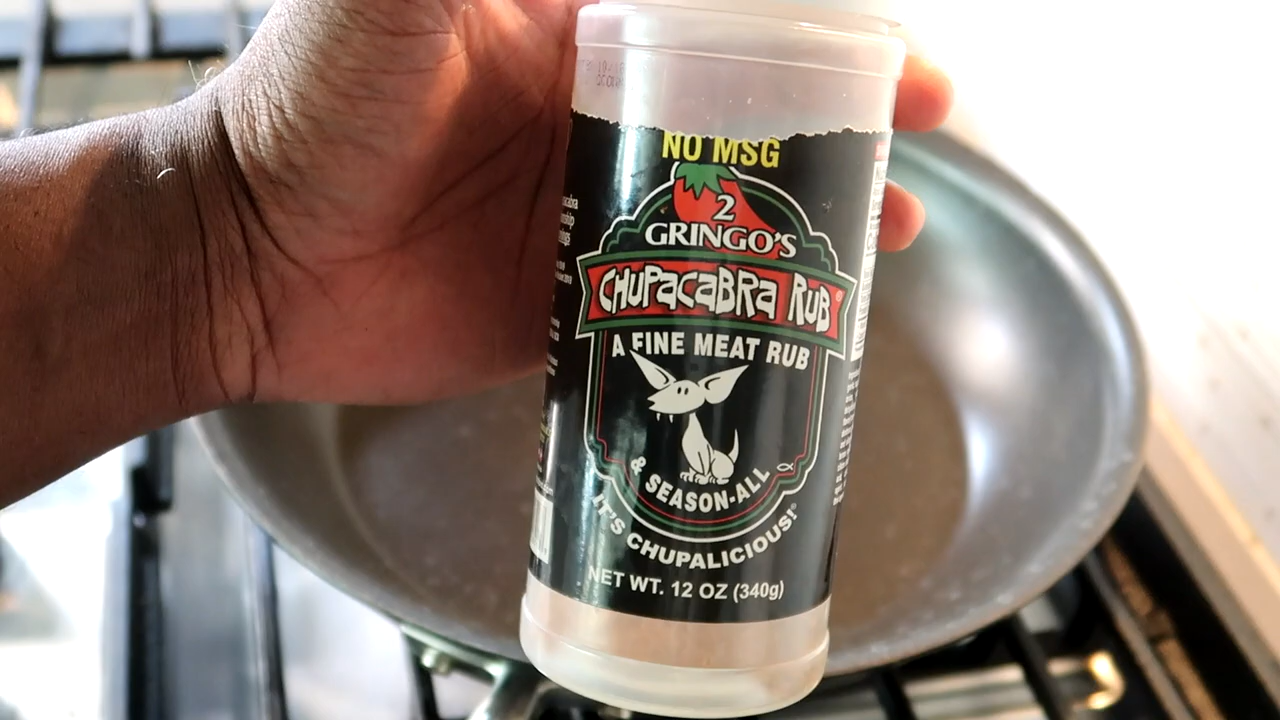 NO MSG
2
GRINGO'S
CHUPACABRA RUB®
A FINE MEAT RUB
& SEASON-ALL
IT'S CHUPALICIOUS!®
NET WT. 12 OZ (340g)